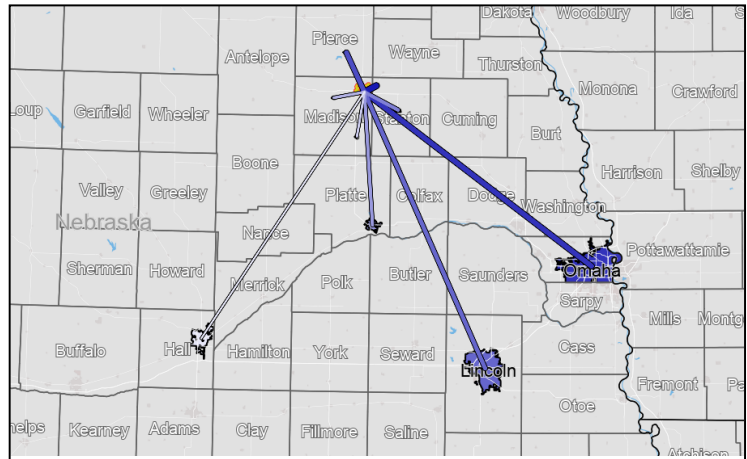 Dakota Woodbury Ida
Pierce
Wayne
Antelope
Thurston
Monona Crawford
Loup Garfield Wheeler
Madison Stanton Cuming
Burt
Boone
Harrison Shelby
Valley Greeley
Platte Colfax Dodge
Washington
Nebraska
Nance
Pottawattamie
Sherman Howard
Merrick Polk Butler Saunders
Omaha
Sarpy
Mills
Buffalo Hall Hamilton York Seward
Cass
Lincoln
Fremont
Otoe
Kearney Adams Clay Fillmore Saline
Atchison